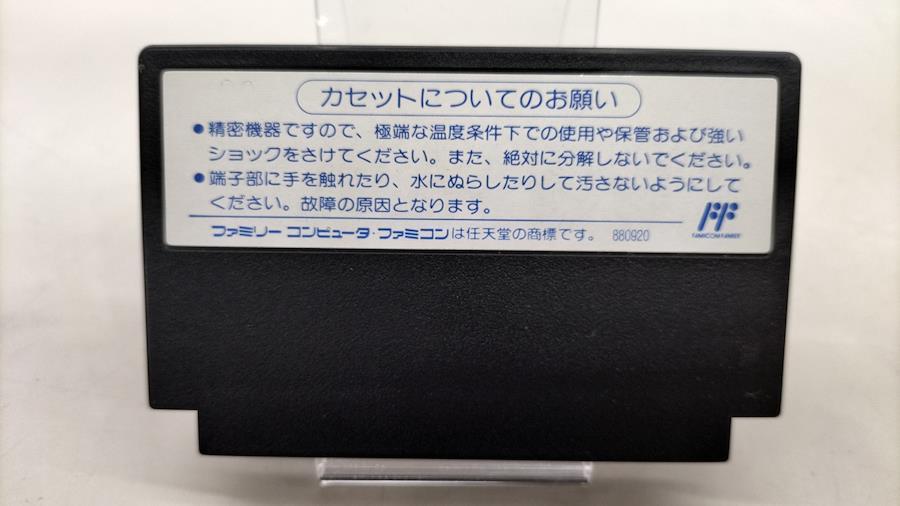 カセットについてのお願い
●精密機器ですので、極端な温度条件下での使用や保管および強い
ショックをさけてください。また、絶対に分解しないでください。
●端子部に手を触れたり、水にぬらしたりして汚さないようにして
ください。故障の原因となります。
FF
FAMICOM FAMILY
ファミリー コンピュータ・ファミコンは任天堂の商標です。 880920